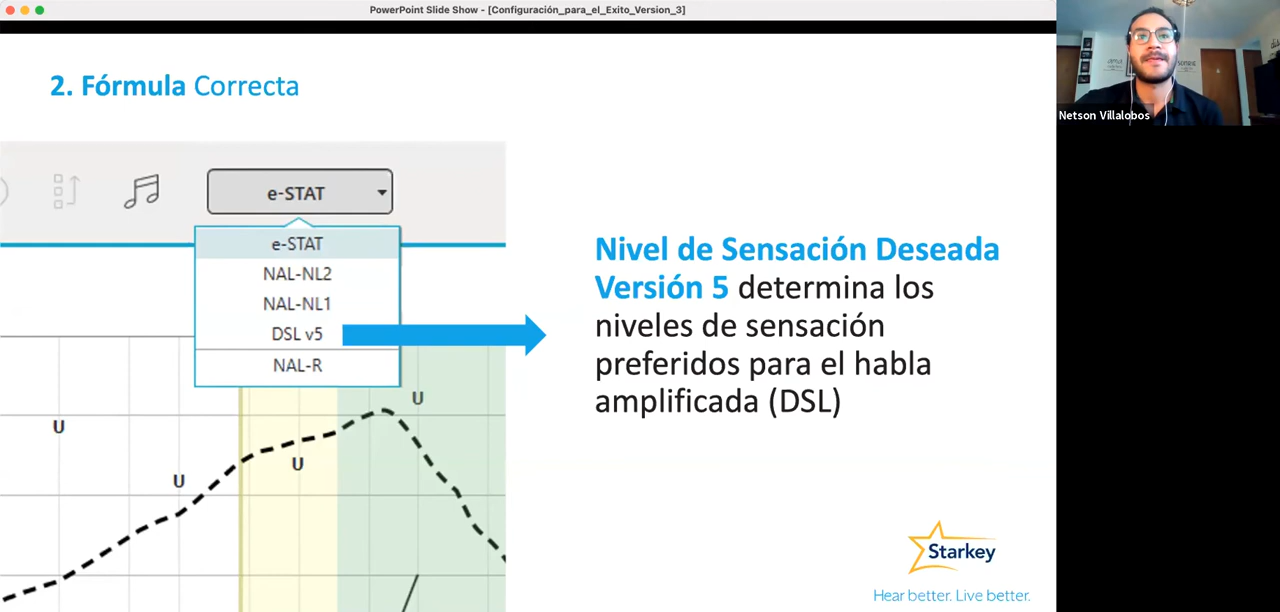 PowerPoint Slide Show - [Configuración_para_el_Exito_Version_3]
2. Fórmula Correcta
e-STAT
e-STAT
NAL-NL2
NAL-NL1
DSL v5
NAL-R
U
U
U
U
Nivel de Sensación Deseada
Versión 5 determina los
niveles de sensación
preferidos para el habla
amplificada (DSL)
Starkey
Hear better. Live better.
Netson Villalobos